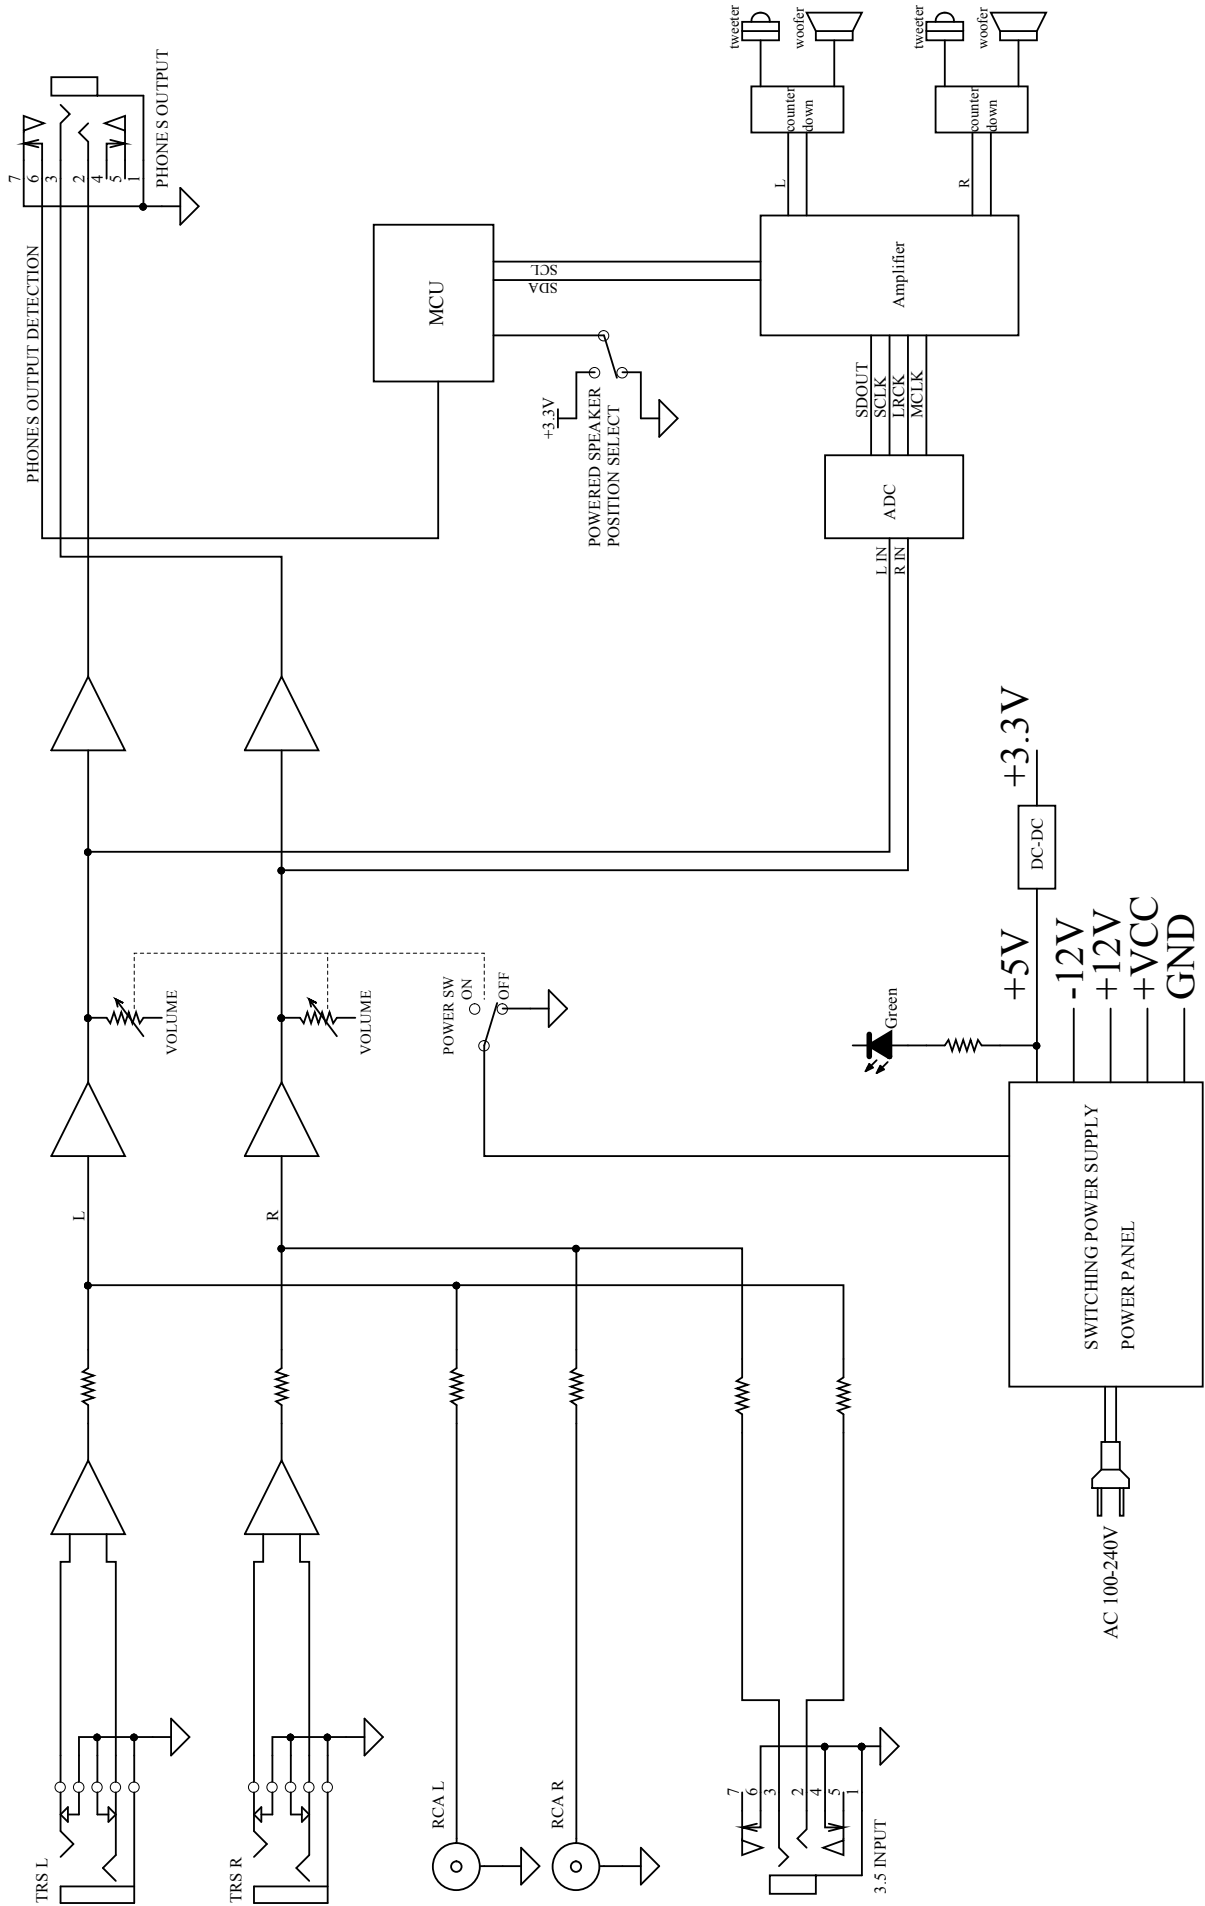 TRS L
L
VOLUME
PHONES OUTPUT DETECTION
7
6
3
2
4
5
1
PHONES OUTPUT
TRS R
R
VOLUME
RCA L
POWER SW
ON
OFF
MCU
SCL
SDA
+3.3V
POWERED SPEAKER
POSITION SELECT
RCA R
3.5 INPUT
7
6
3
2
4
5
1
L IN
R IN
ADC
SDOUT
SCLK
LRCK
MCLK
Amplifier
L
R
counter
down
tweeter
woofer
counter
down
tweeter
woofer
Green
AC 100-240V
SWITCHING POWER SUPPLY
POWER PANEL
+5V
DC-DC
+3.3V
-12V
+12V
+VCC
GND